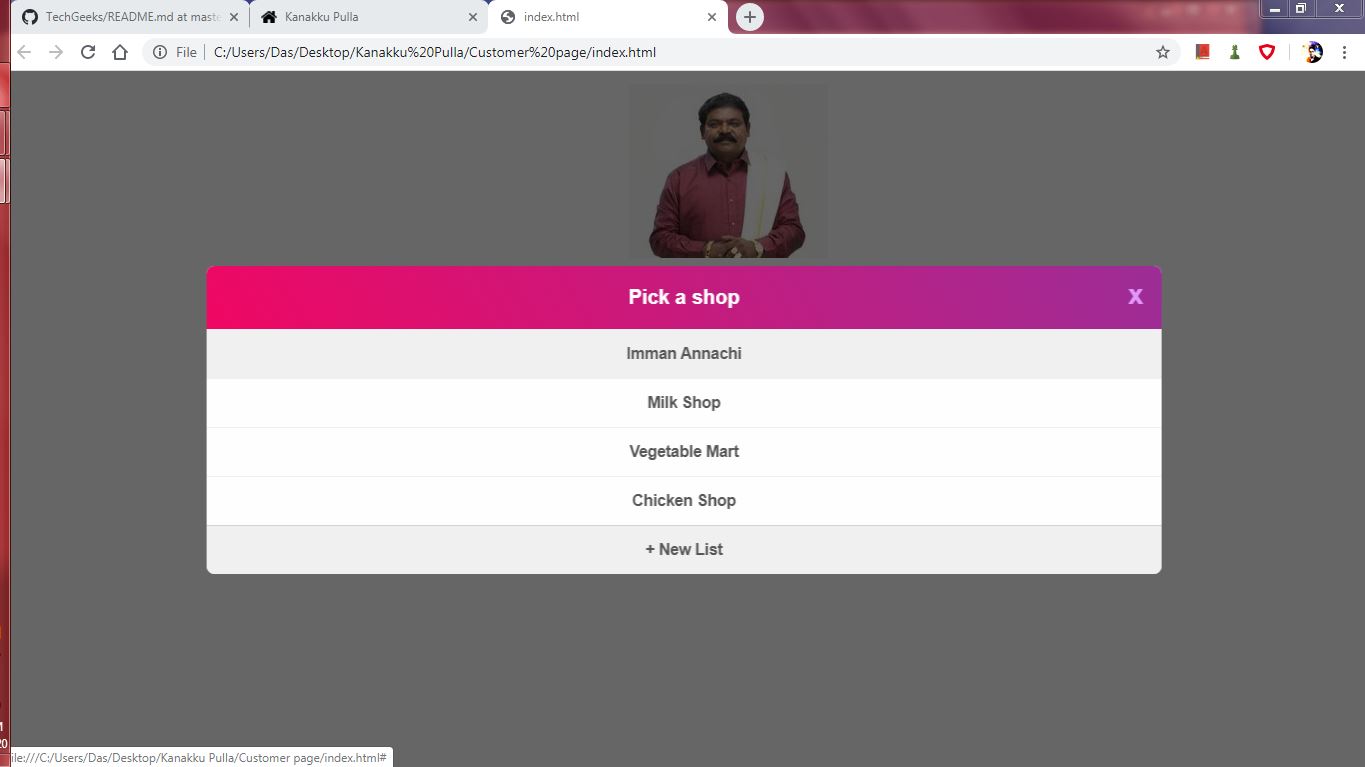 TechGeeks/README.md at maste
Kanakku Pulla
index.html
File
C:/Users/Das/Desktop/Kanakku%20Pulla/Customer%20page/index.html
Pick a shop
X
Imman Annachi
Milk Shop
Vegetable Mart
Chicken Shop
+ New List
ile:///C:/Users/Das/Desktop/Kanakku Pulla/Customer page/index.html#
20